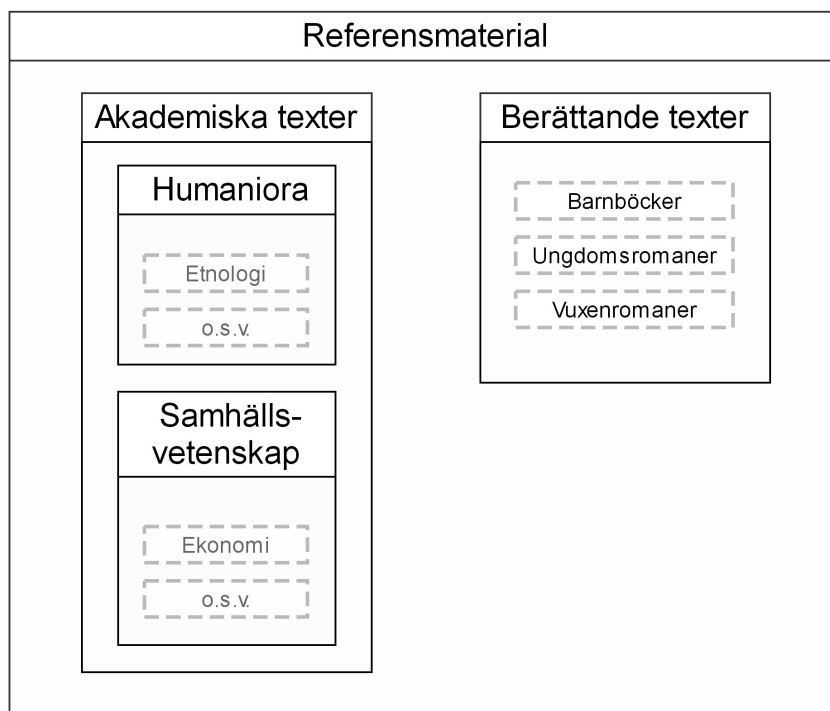 Referensmaterial
Akademiska texter
Humaniora
Etnologi
o.s.v.
Samhälls-
vetenskap
Ekonomi
o.s.v.
Berättande texter
Barnböcker
Ungdomsromaner
Vuxenromaner